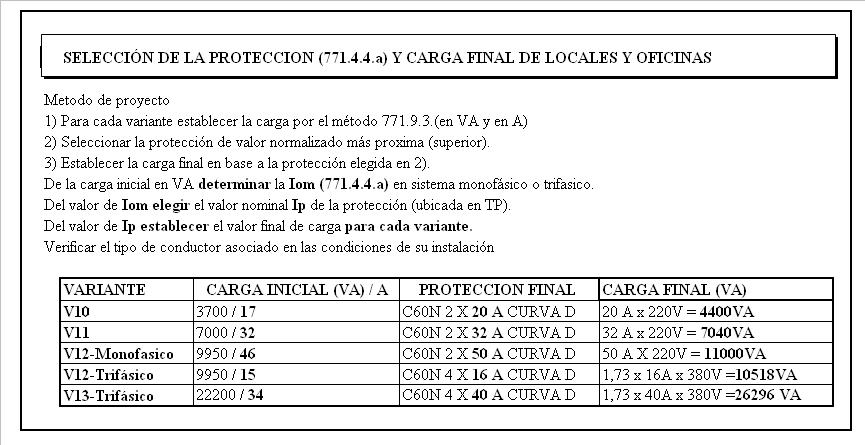 SELECCIÓN DE LA PROTECCION (771.4.4.a) Y CARGA FINAL DE LOCALES Y OFICINAS
Metodo de proyecto
1) Para cada variante establecer la carga por el método 771.9.3.(en VA y en A)
2) Seleccionar la protección de valor normalizado más proxima (superior).
3) Establecer la carga final en base a la protección elegida en 2).
De la carga inicial en VA determinar la Iom (771.4.4.a) en sistema monofásico o trifasico.
Del valor de Iom elegir el valor nominal Ip de la protección (ubicada en TP).
Del valor de Ip establecer el valor final de carga para cada variante.
Verificar el tipo de conductor asociado en las condiciones de su instalación
VARIANTE CARGA INICIAL (VA) / A PROTECCION FINAL CARGA FINAL (VA)
V10 3700 / 17 C60N 2 X 20 A CURVA D 20 A x 220V = 4400VA
V11 7000 / 32 C60N 2 X 32 A CURVA D 32 A x 220V = 7040VA
V12-Monofasico 9950 / 46 C60N 2 X 50 A CURVA D 50 A X 220V = 11000VA
V12-Trifásico 9950 / 15 C60N 4 X 16 A CURVA D 1,73 x 16A x 380V =10518VA
V13-Trifásico 22200 / 34 C60N 4 X 40 A CURVA D 1,73 x 40A x 380V =26296 VA